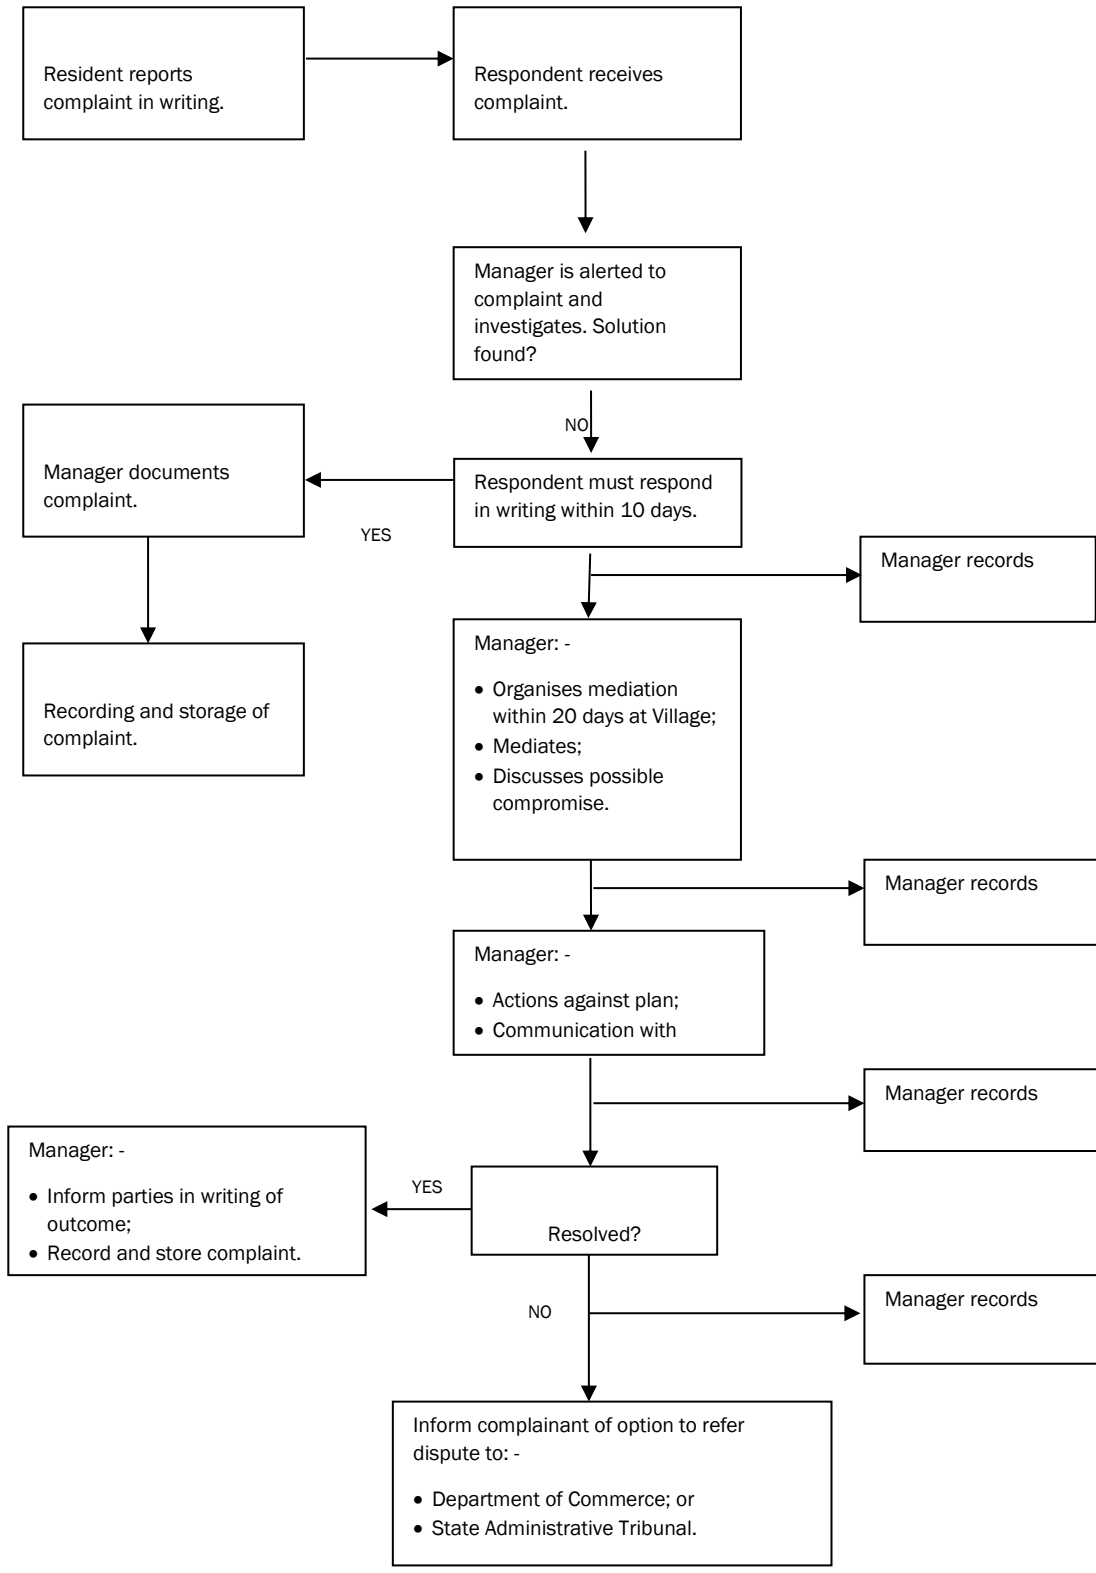 Resident reports
complaint in writing.
Respondent receives
complaint.
Manager is alerted to
complaint and
investigates. Solution
found?
NO
Manager documents
complaint.
Respondent must respond
in writing within 10 days.
YES
Manager records
Recording and storage of
complaint.
Manager: -
• Organises mediation
within 20 days at Village;
• Mediates;
• Discusses possible
compromise.
Manager records
Manager: -
• Actions against plan;
• Communication with
Manager records
Manager: -
• Inform parties in writing of
outcome;
• Record and store complaint.
YES
Resolved?
NO
Manager records
Inform complainant of option to refer
dispute to: -
• Department of Commerce; or
• State Administrative Tribunal.